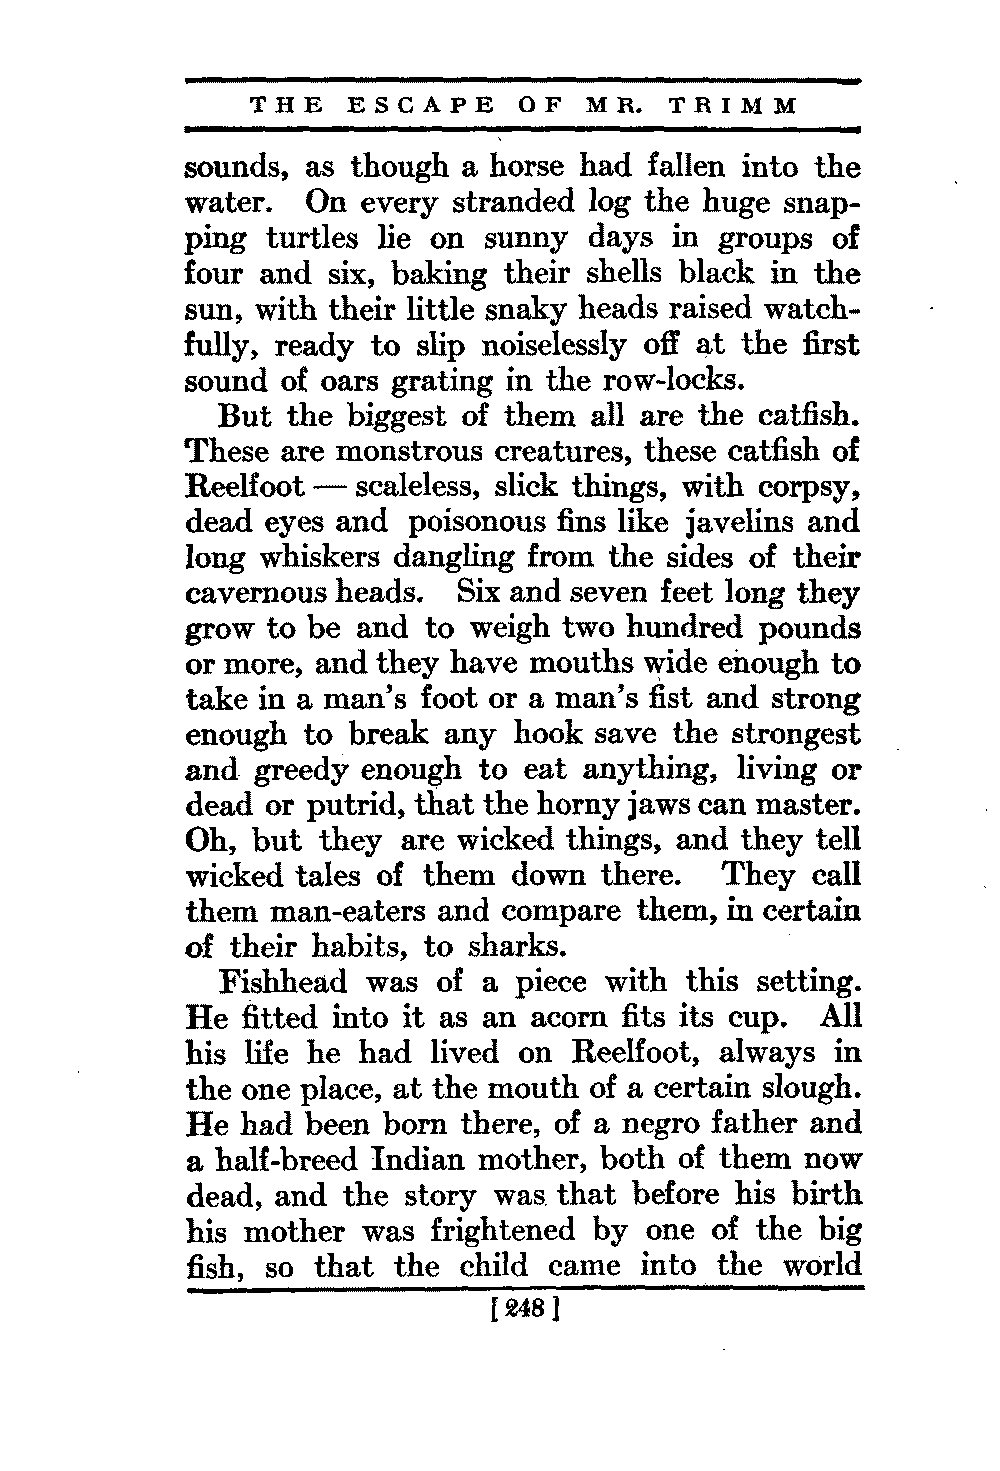 THE ESCAPE OF MR. TRIMM
sounds, as though a horse had fallen into the
water. On every stranded log the huge snap-
ping turtles lie on sunny days in groups of
four and six, baking their shells black in the
sun, with their little snaky heads raised watch-
fully, ready to slip noiselessly off at the first
sound of oars grating in the row-locks.
But the biggest of them all are the catfish.
These are monstrous creatures, these catfish of
Reelfoot — scaleless, slick things, with corpsy,
dead eyes and poisonous fins like javelins and
long whiskers dangling from the sides of their
cavernous heads. Six and seven feet long they
grow to be and to weigh two hundred pounds
or more, and they have mouths wide enough to
take in a man's foot or a man's fist and strong
enough to break any hook save the strongest
and greedy enough to eat anything, living or
dead or putrid, that the horny jaws can master.
Oh, but they are wicked things, and they tell
wicked tales of them down there. They call
them man-eaters and compare them, in certain
of their habits, to sharks.
Fishhead was of a piece with this setting.
He fitted into it as an acorn fits its cup. All
his life he had lived on Reelfoot, always in
the one place, at the mouth of a certain slough.
He had been born there, of a negro father and
a half-breed Indian mother, both of them now
dead, and the story was that before his birth
his mother was frightened by one of the big
fish, so that the child came into the world
[248]